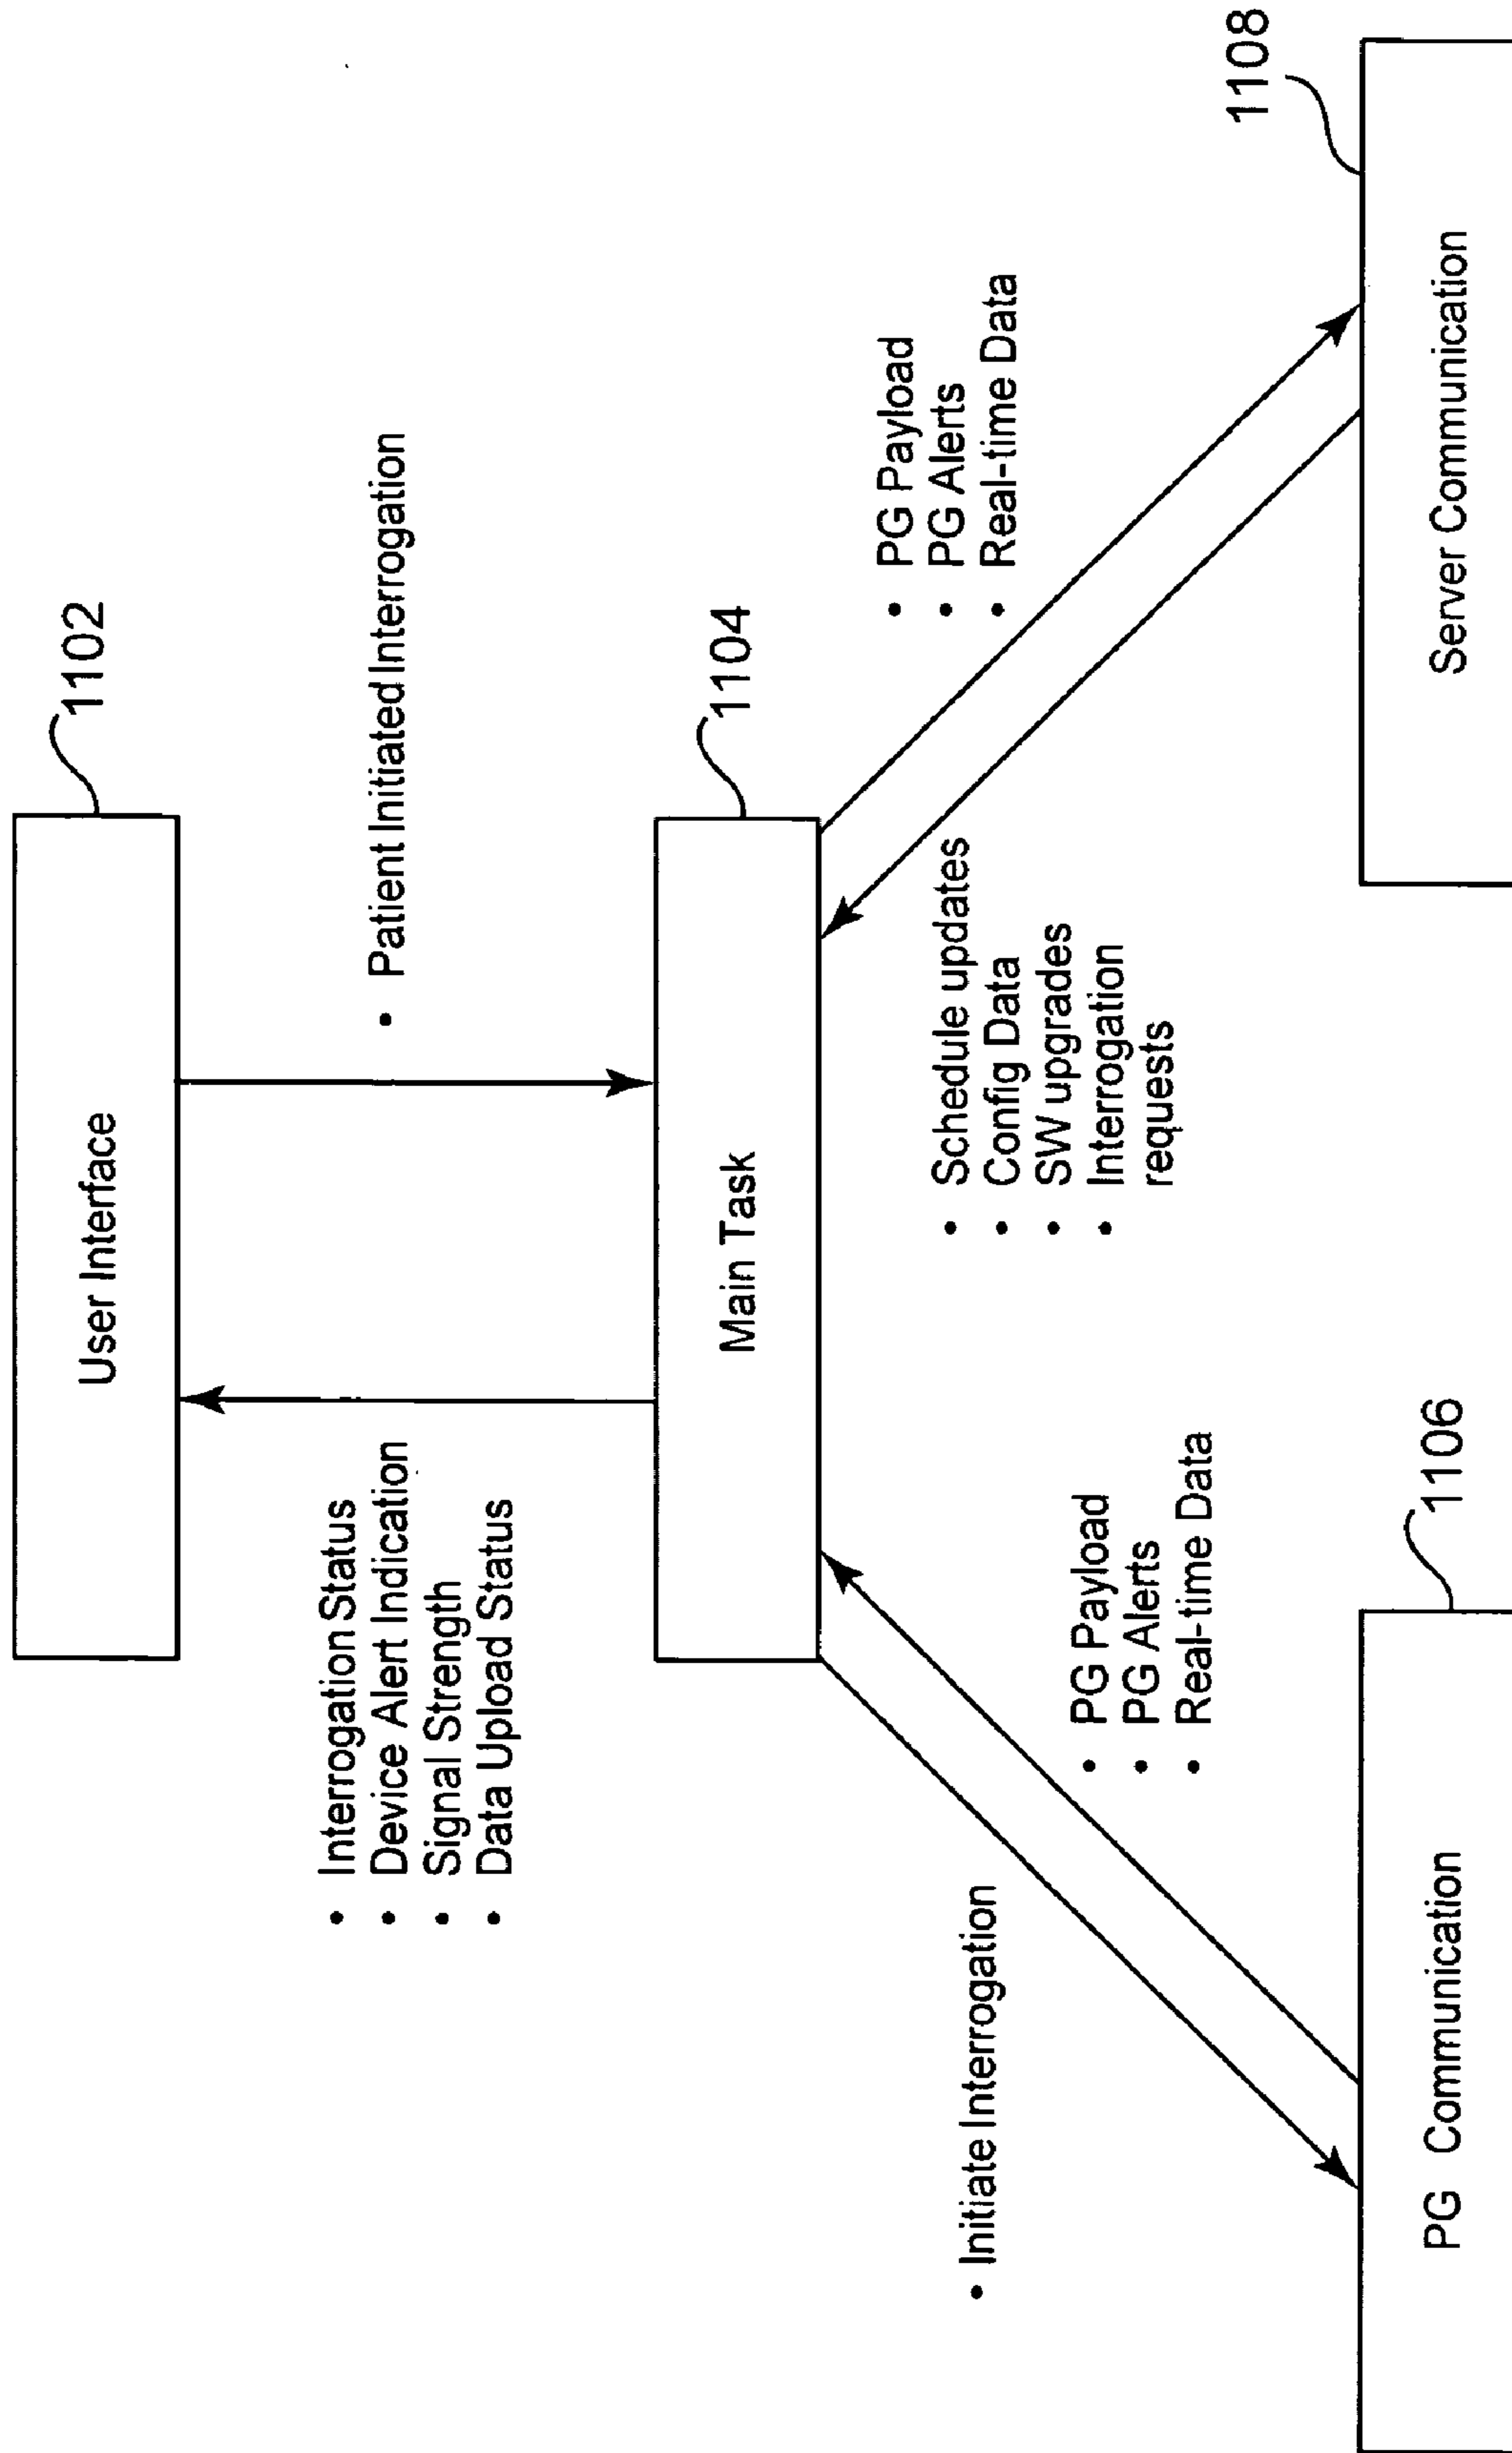 User Interface
1102
• Interrogation Status
• Device Alert Indication
• Signal Strength
• Data Upload Status
• Patient Initiated Interrogation
Main Task
1104
• Initiate Interrogation
• PG Payload
• PG Alerts
• Real-time Data
• Schedule updates
• Config Data
• SW upgrades
• Interrogation
requests
• PG Payload
• PG Alerts
• Real-time Data
PG Communication
1106
Server Communication
1108